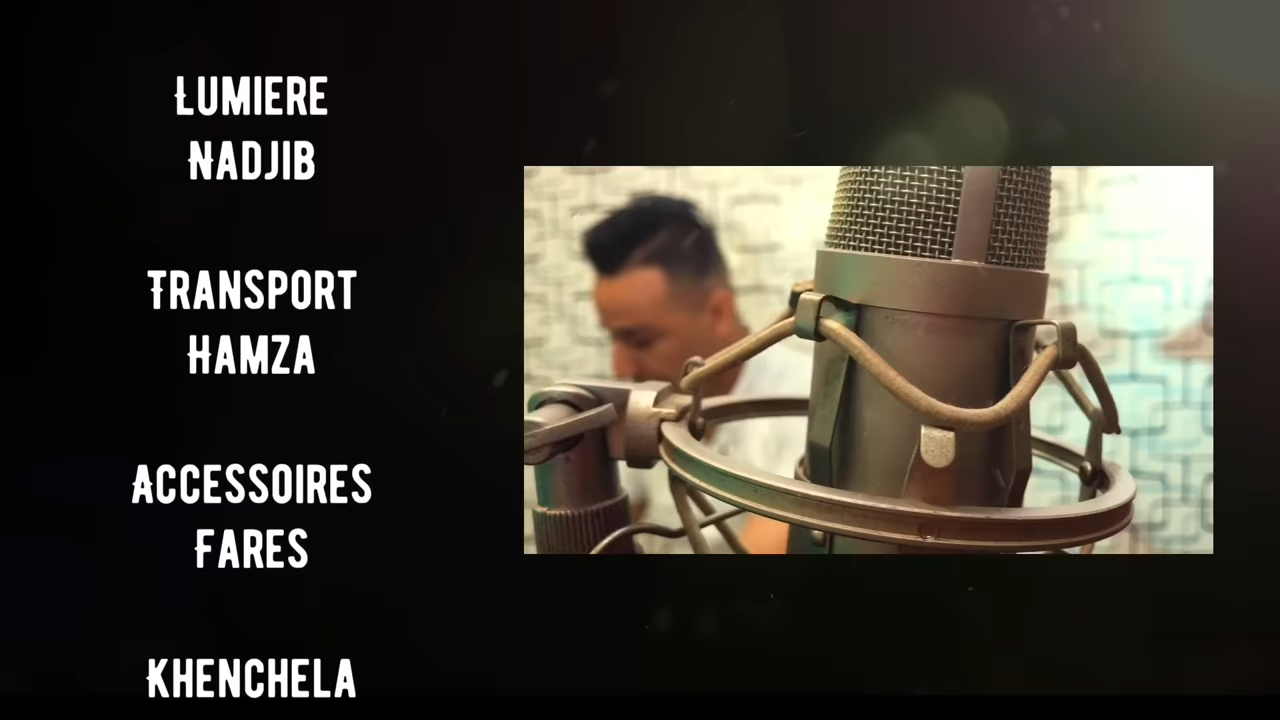 LUMIERE
NADJIB
TRANSPORT
HAMZA
ACCESSOIRES
FARES
KHENCHELA